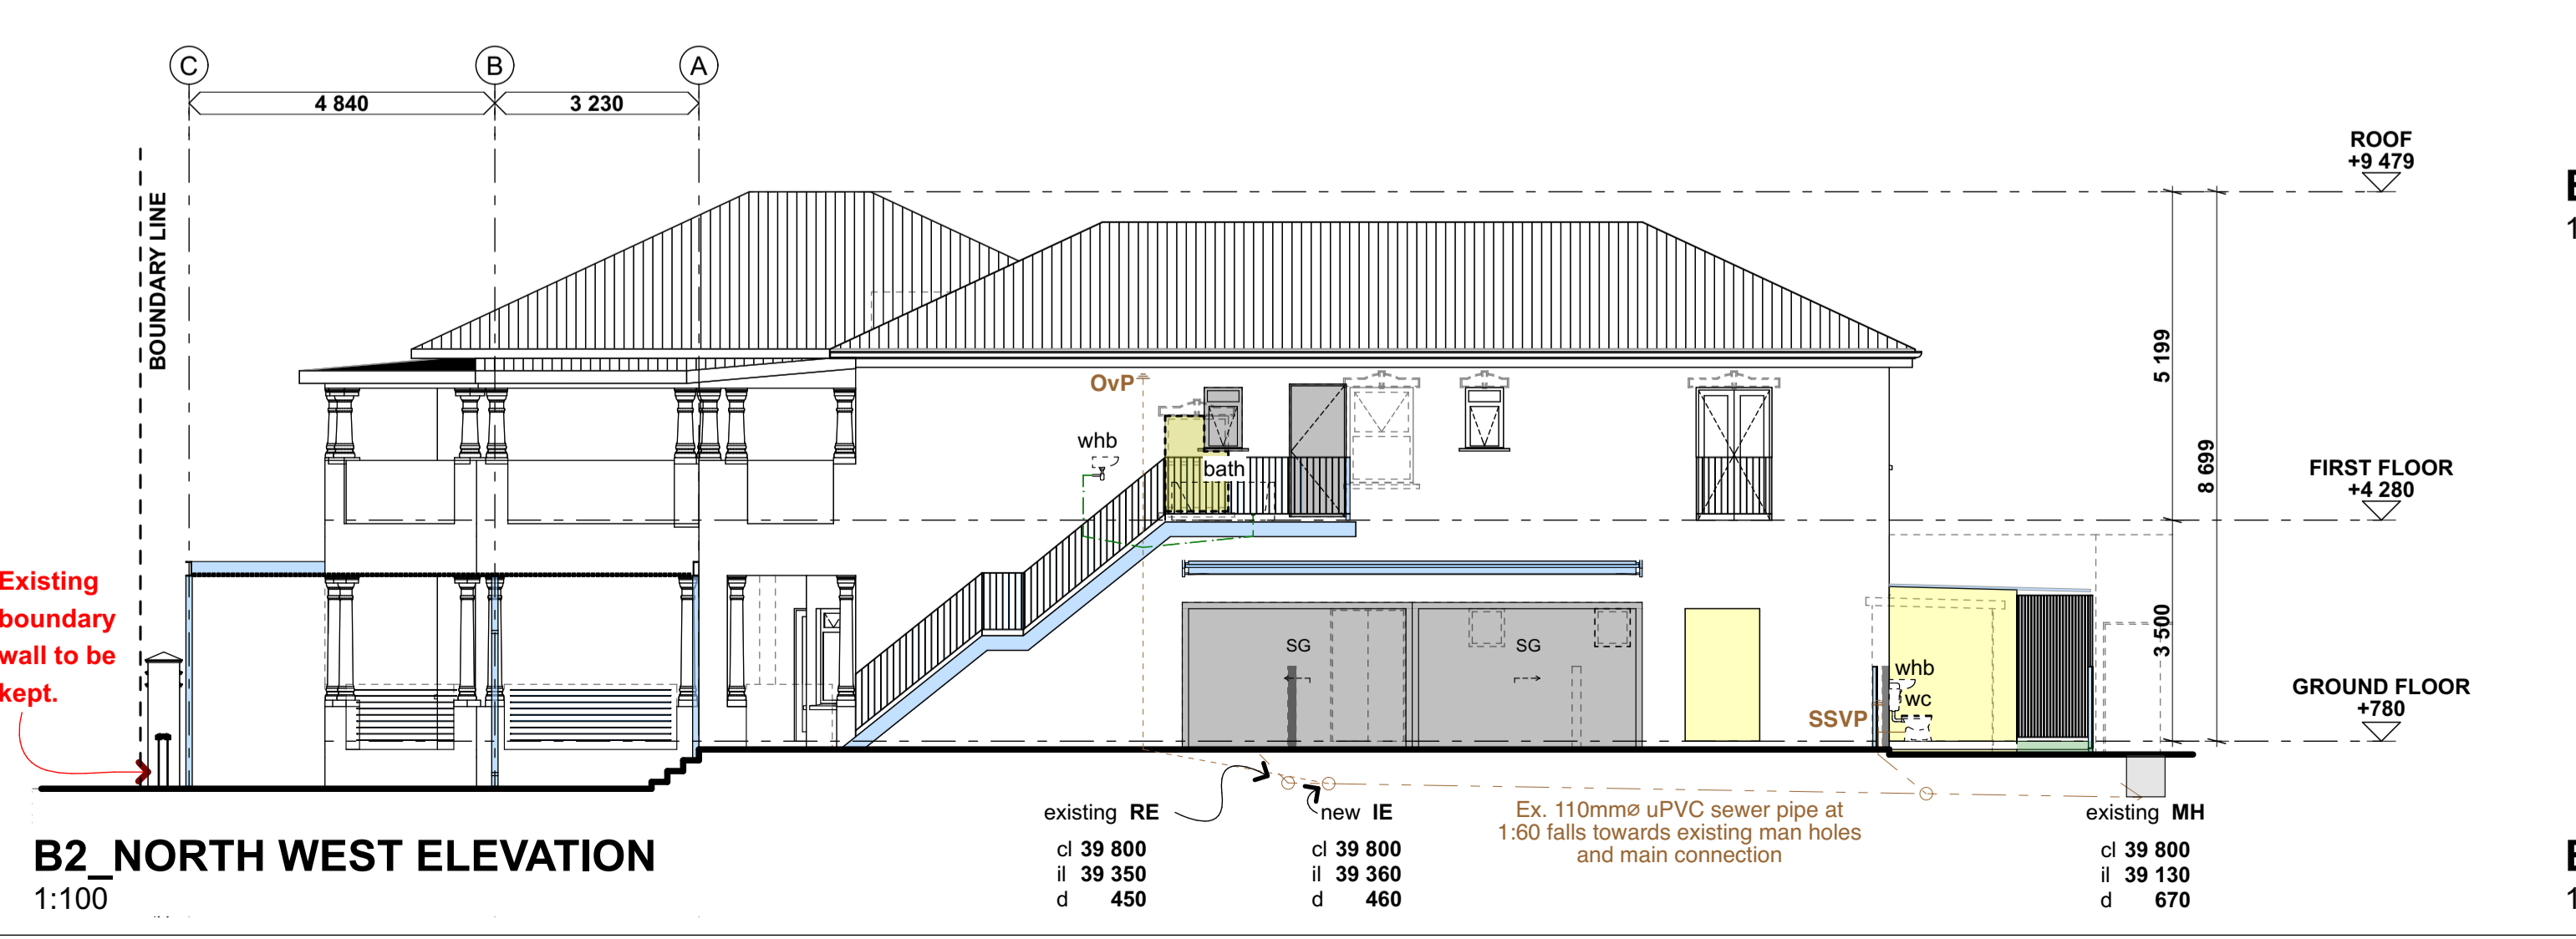 C
B
A
4 840
3 230
BOUNDARY LINE
ROOF
+9 479
5 199
8 699
FIRST FLOOR
+4 280
3 500
GROUND FLOOR
+780
OvP
whb
bath
Existing
boundary
wall to be
kept.
SG
SG
whb
wc
SSVP
existing RE
cl 39 800
il 39 350
d 450
new IE
cl 39 800
il 39 360
d 460
Ex. 110mmø uPVC sewer pipe at
1:60 falls towards existing man holes
and main connection
existing MH
cl 39 800
il 39 130
d 670
B2_NORTH WEST ELEVATION
1:100